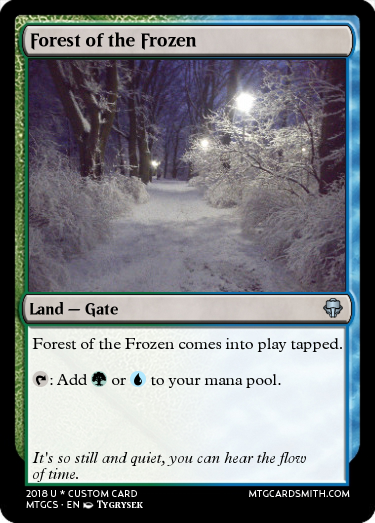 Forest of the Frozen
Land — Gate
Forest of the Frozen comes into play tapped.
: Add or to your mana pool.
It's so still and quiet, you can hear the flow
of time.
2018 U * CUSTOM CARD
MTGCARDSMITH.COM
MTGCS · EN TYGRYSEK